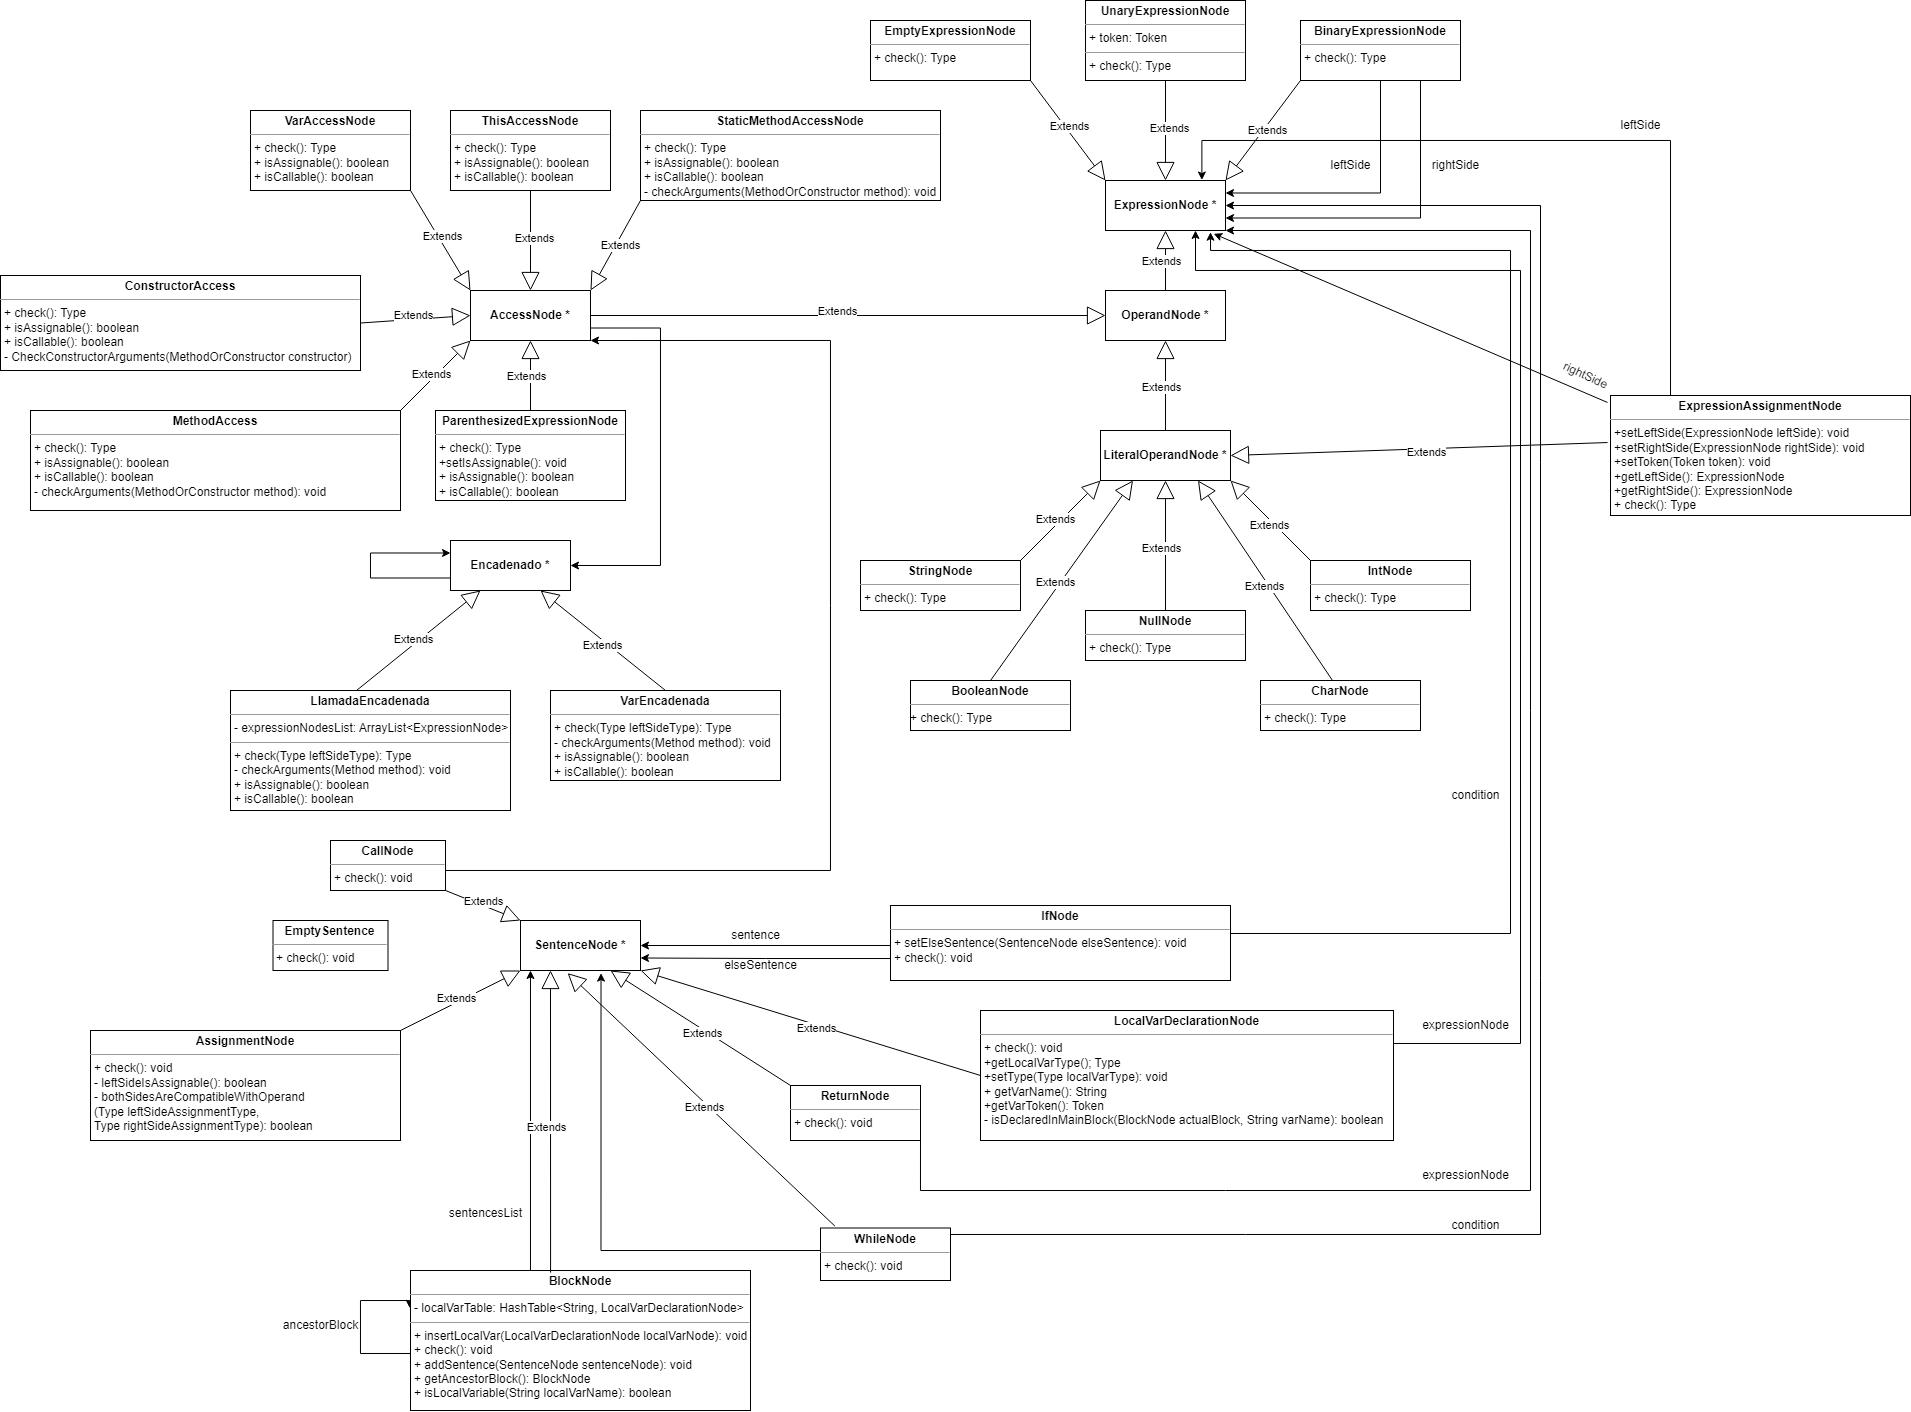 UnaryExpressionNode
+ token: Token
+ check(): Type
EmptyExpressionNode
+ check(): Type
BinaryExpressionNode
+ check(): Type
Extends
Extends
Extends
leftSide
leftSide
rightSide
VarAccessNode
+ check(): Type
+ isAssignable(): boolean
+ isCallable(): boolean
ThisAccessNode
+ check(): Type
+ isAssignable(): boolean
+ isCallable(): boolean
StaticMethodAccessNode
+ check(): Type
+ isAssignable(): boolean
+ isCallable(): boolean
- checkArguments(MethodOrConstructor method): void
ExpressionNode *
Extends
Extends
Extends
Extends
ConstructorAccess
+ check(): Type
+ isAssignable(): boolean
+ isCallable(): boolean
- CheckConstructorArguments(MethodOrConstructor constructor)
Extends
AccessNode *
Extends
OperandNode *
Extends
Extends
Extends
rightSide
MethodAccess
+ check(): Type
+ isAssignable(): boolean
+ isCallable(): boolean
- checkArguments(MethodOrConstructor method): void
ParenthesizedExpressionNode
+ check(): Type
+setIsAssignable(): void
+ isAssignable(): boolean
+ isCallable(): boolean
LiteralOperandNode *
Extends
ExpressionAssignmentNode
+setLeftSide(ExpressionNode leftSide): void
+setRightSide(ExpressionNode rightSide): void
+setToken(Token token): void
+getLeftSide(): ExpressionNode
+getRightSide(): ExpressionNode
+ check(): Type
Extends
Extends
Extends
Extends
Extends
Encadenado *
StringNode
+ check(): Type
IntNode
+ check(): Type
NullNode
+ check(): Type
Extends
Extends
BooleanNode
+ check(): Type
CharNode
+ check(): Type
LlamadaEncadenada
- expressionNodesList: ArrayList<ExpressionNode>
+ check(Type leftSideType): Type
- checkArguments(Method method): void
+ isAssignable(): boolean
+ isCallable(): boolean
VarEncadenada
+ check(Type leftSideType): Type
- checkArguments(Method method): void
+ isAssignable(): boolean
+ isCallable(): boolean
condition
CallNode
+ check(): void
Extends
EmptySentence
+ check(): void
SentenceNode *
sentence
elseSentence
IfNode
+ setElseSentence(SentenceNode elseSentence): void
+ check(): void
Extends
Extends
Extends
AssignmentNode
+ check(): void
- leftSideIsAssignable(): boolean
- bothSidesAreCompatibleWithOperand
(Type leftSideAssignmentType,
Type rightSideAssignmentType): boolean
LocalVarDeclarationNode
+ check(): void
+getLocalVarType(); Type
+setType(Type localVarType): void
+ getVarName(): String
+getVarToken(): Token
- isDeclaredInMainBlock(BlockNode actualBlock, String varName): boolean
expressionNode
Extends
Extends
ReturnNode
+ check(): void
expressionNode
sentencesList
condition
WhileNode
+ check(): void
ancestorBlock
BlockNode
- localVarTable: HashTable<String, LocalVarDeclarationNode>
+ insertLocalVar(LocalVarDeclarationNode localVarNode): void
+ check(): void
+ addSentence(SentenceNode sentenceNode): void
+ getAncestorBlock(): BlockNode
+ isLocalVariable(String localVarName): boolean